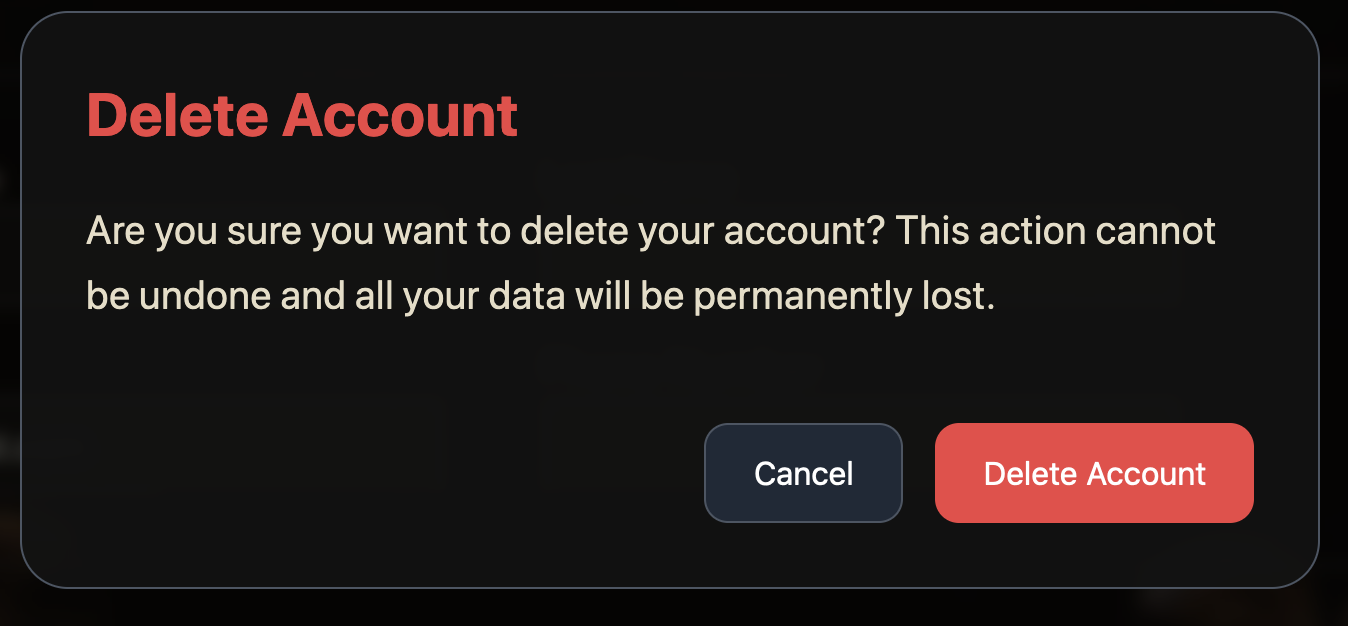 Delete Account
Are you sure you want to delete your account? This action cannot
be undone and all your data will be permanently lost.
Cancel
Delete Account